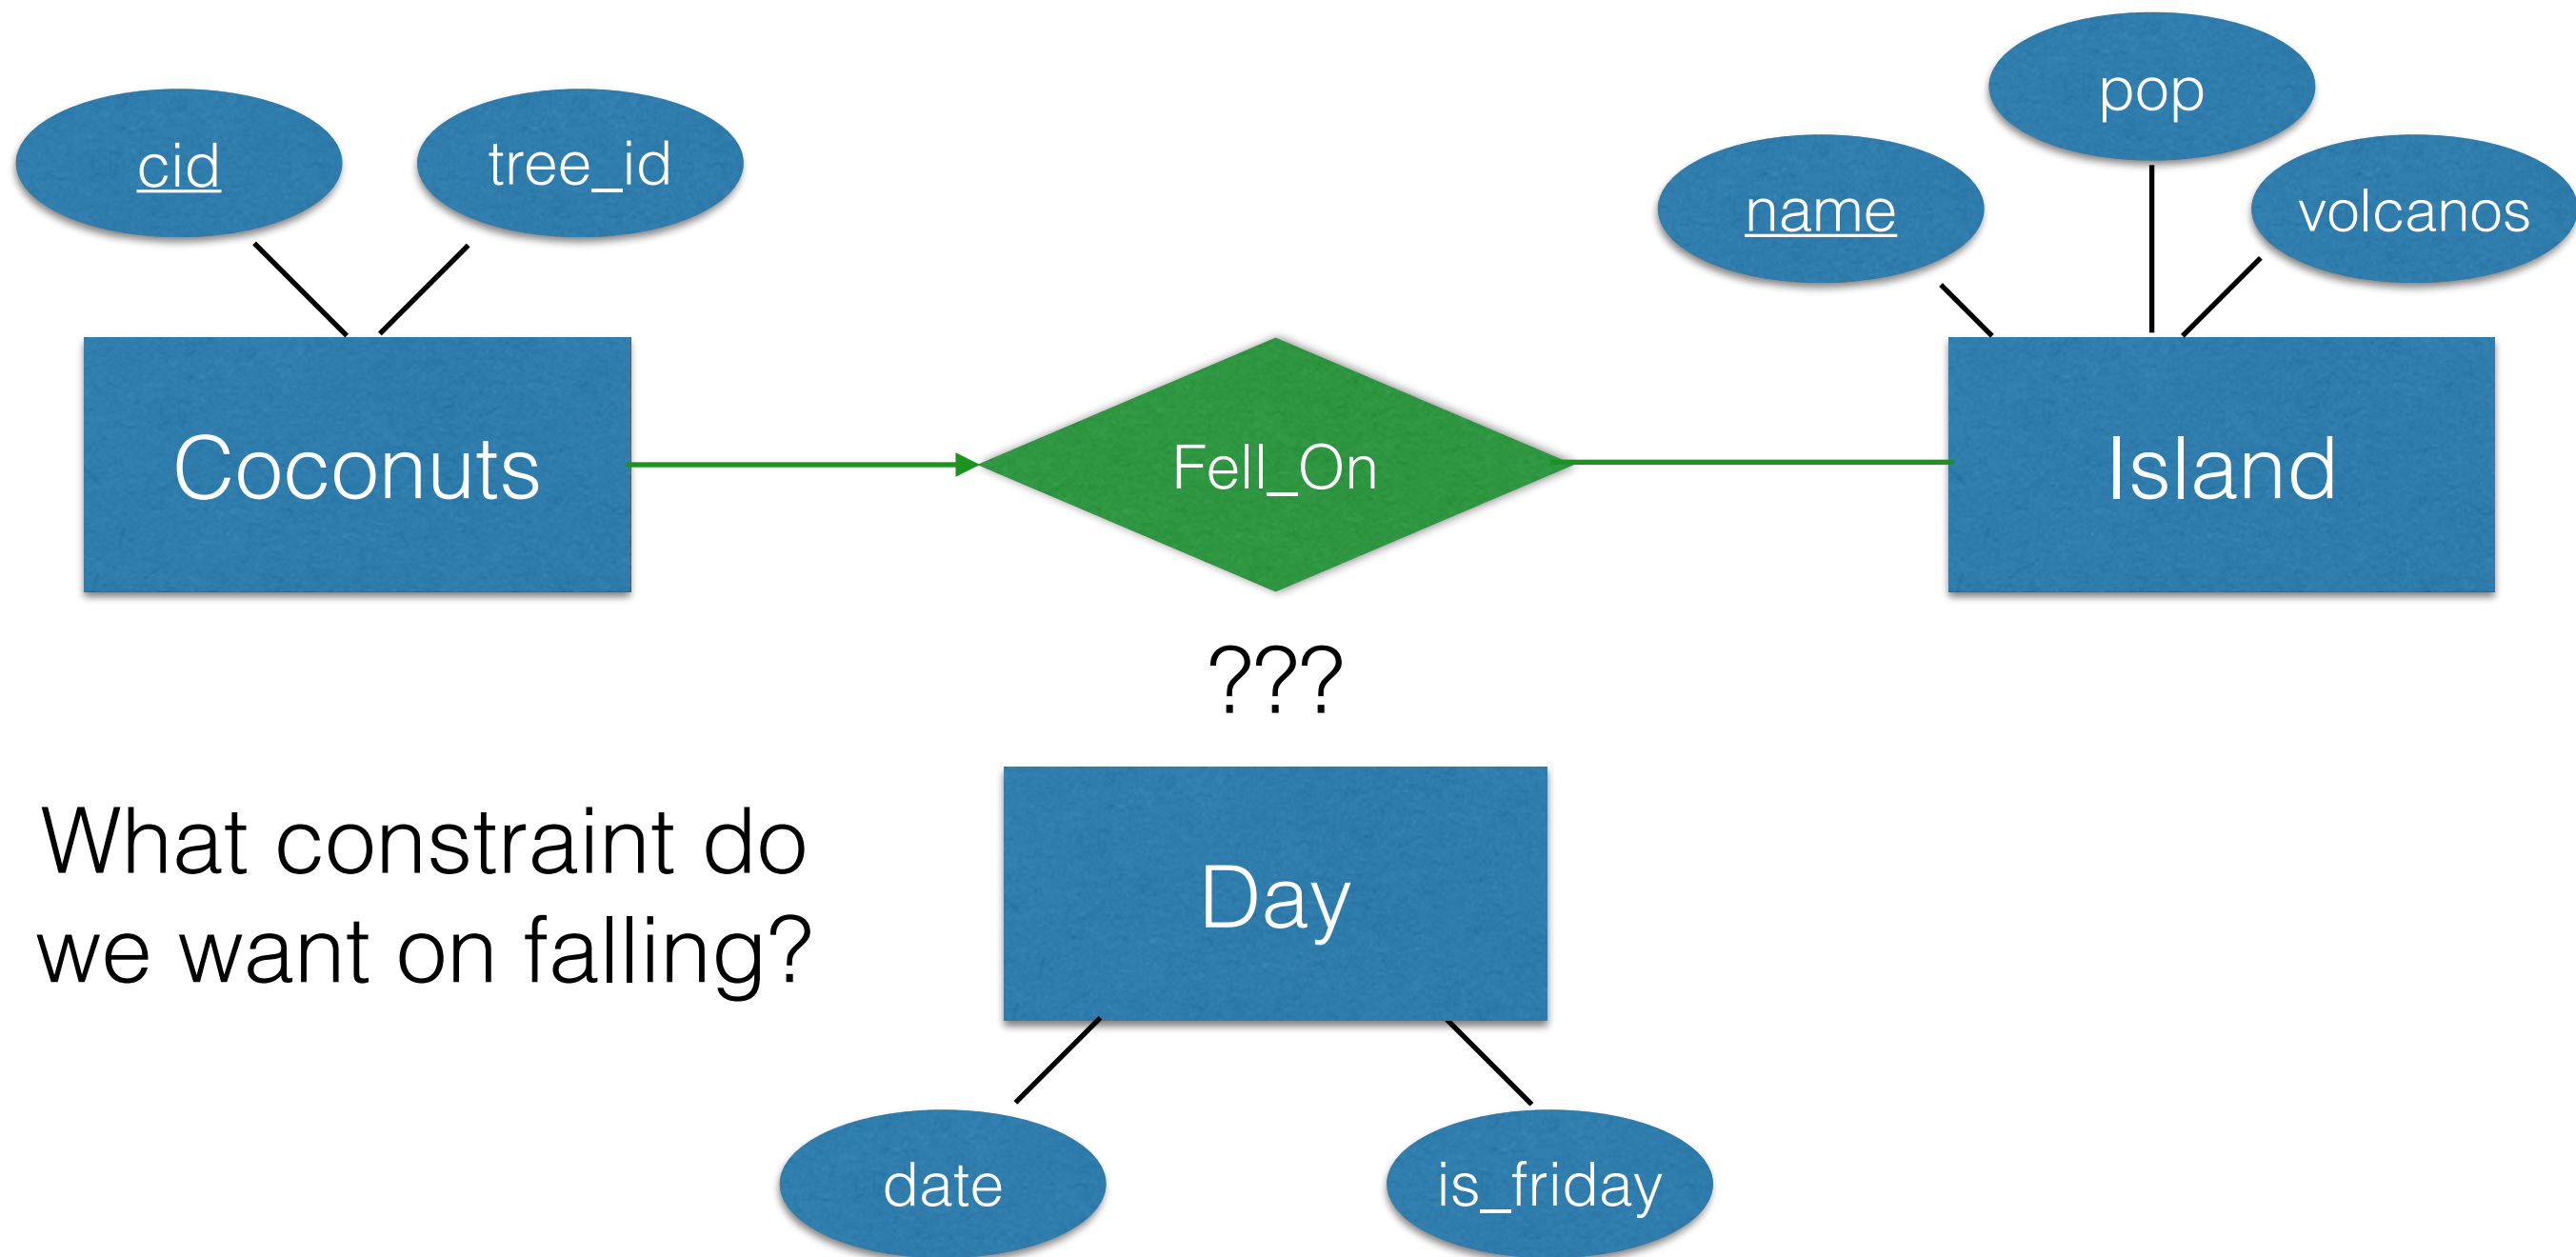 pop
cid
tree_id
name
volcanos
Coconuts
Fell_On
Island
???
What constraint do
we want on falling?
Day
date
is_friday